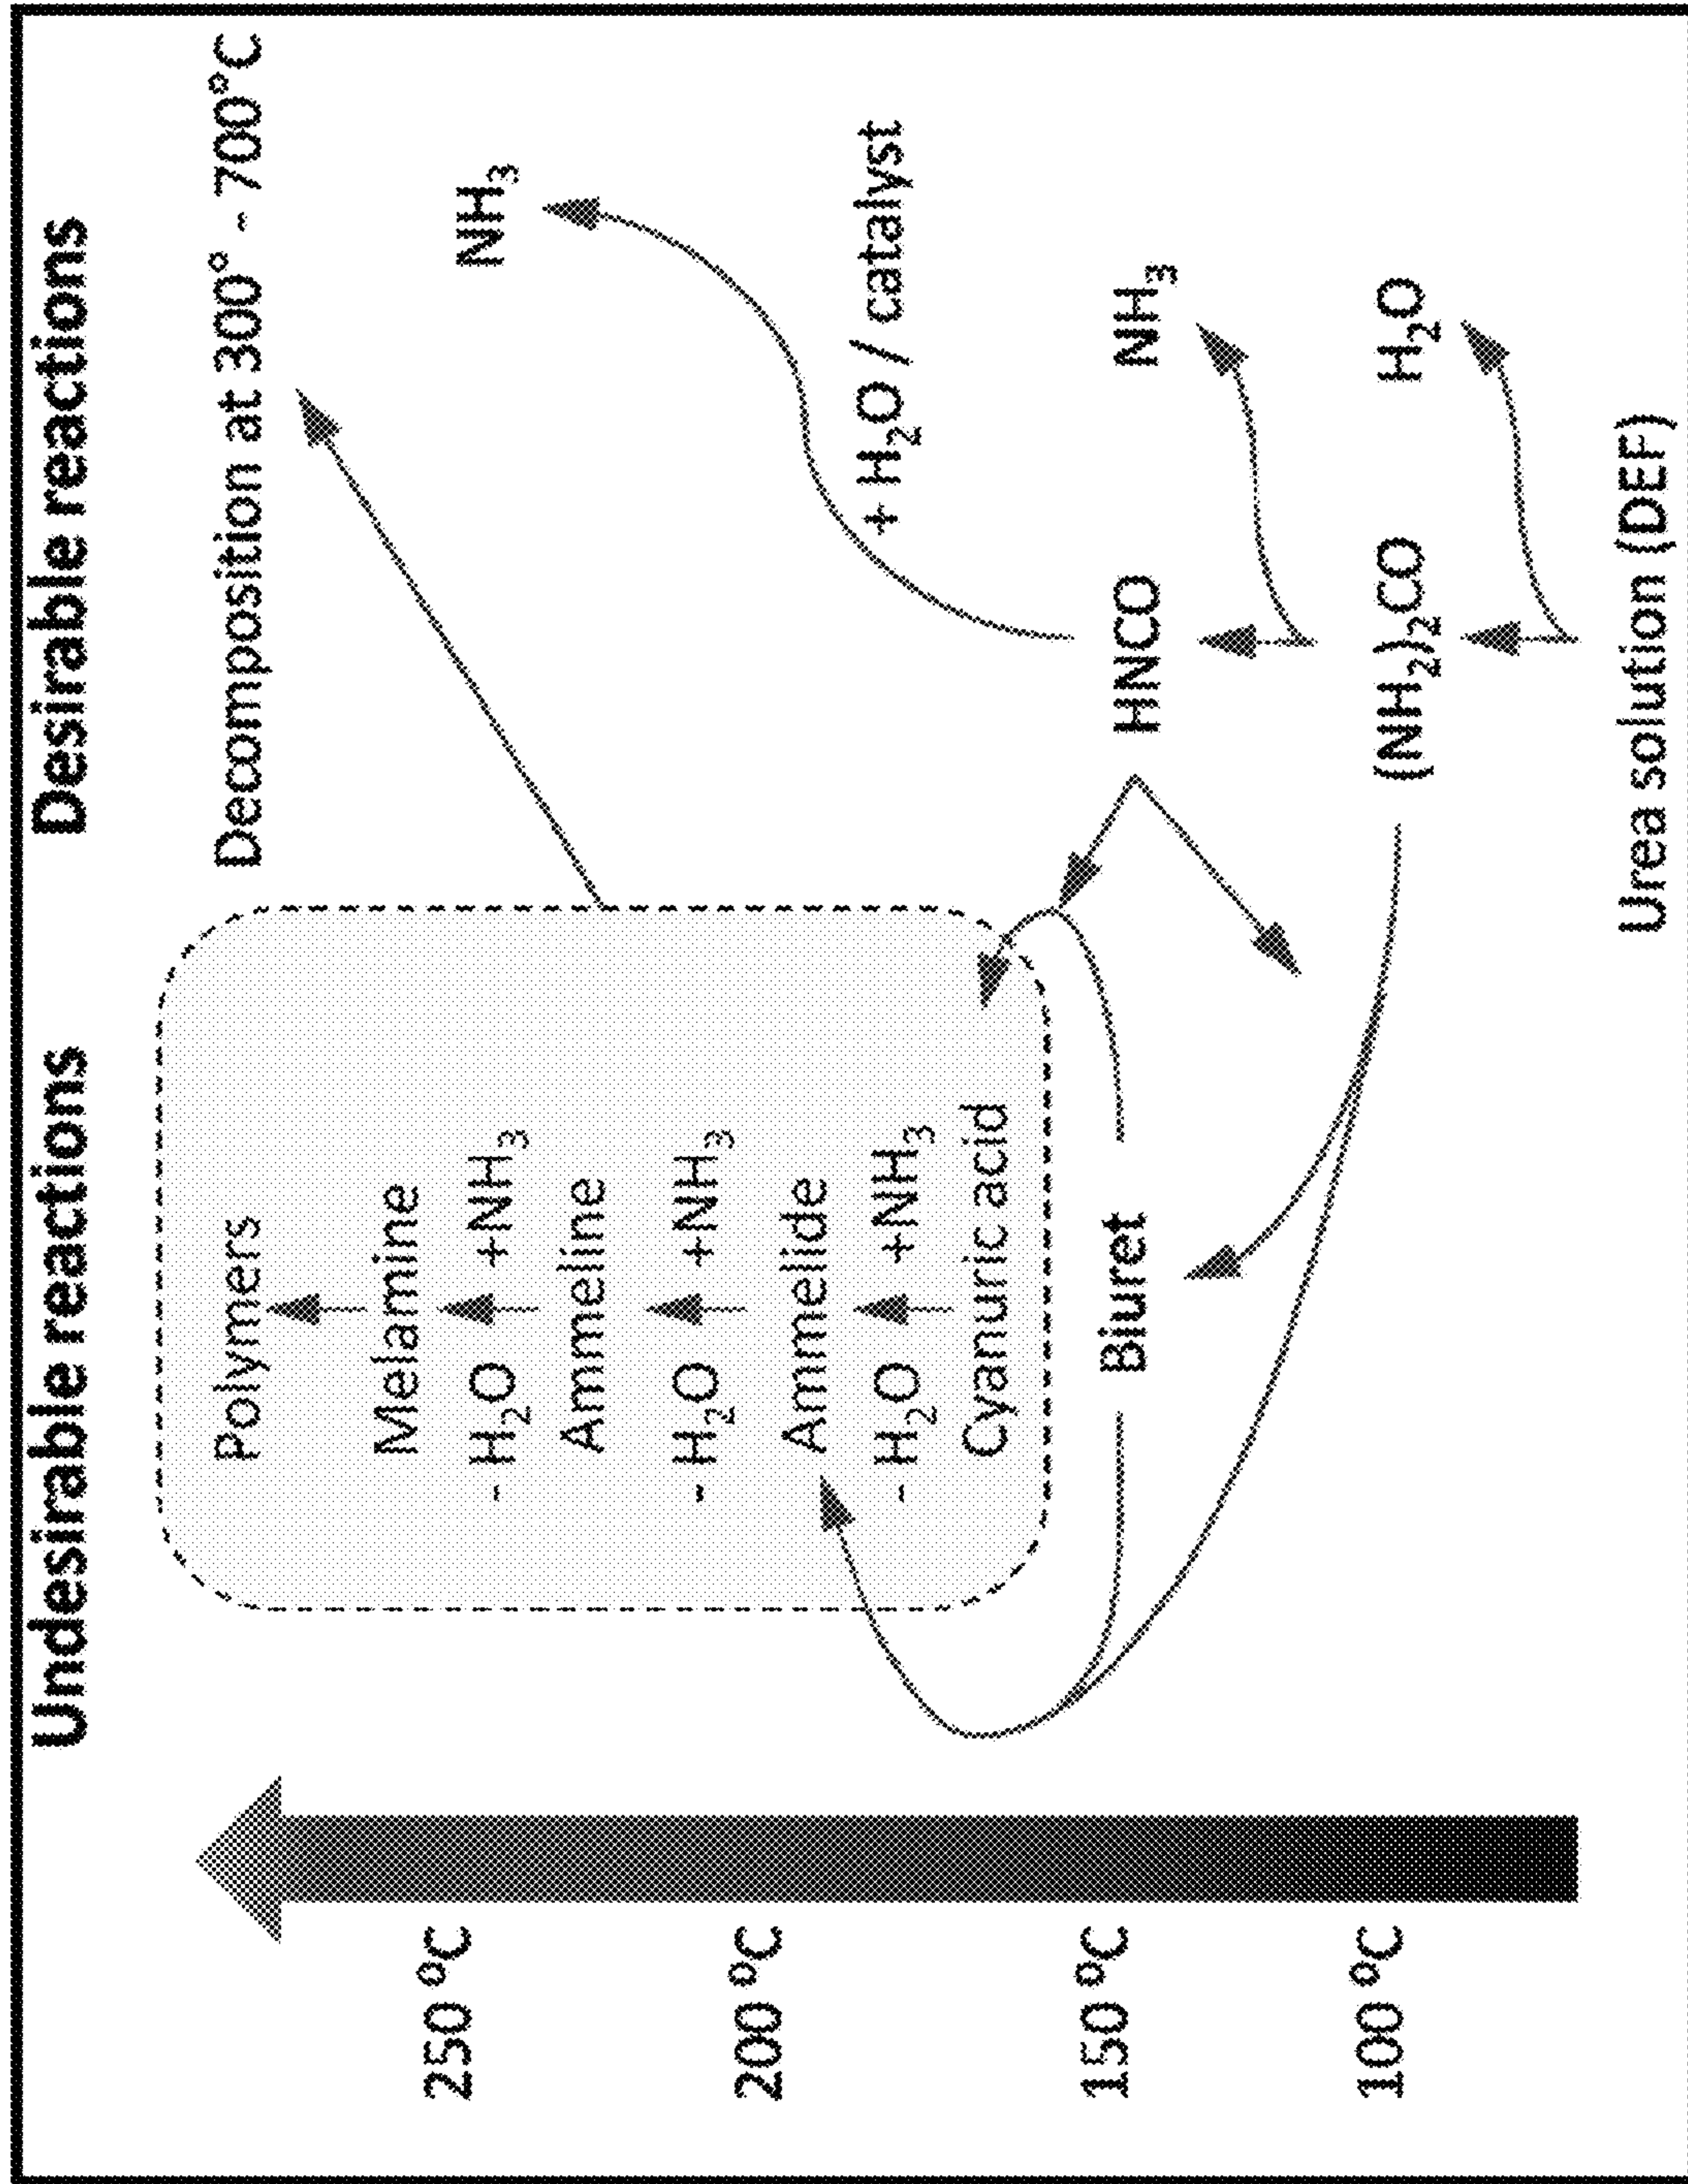 Undesirable reactions
Desirable reactions
Polymers
Decomposition at 300° - 700°C
250 °C
Melamine
- H₂O +NH₃
NH₃
Ammeline
- H₂O +NH₃
200 °C
Ammelide
- H₂O +NH₃
+ H₂O / catalyst
Cyanuric acid
150 °C
Biuret
HNCO
NH₃
100 °C
(NH₂)₂CO
H₂O
Urea solution (DEF)